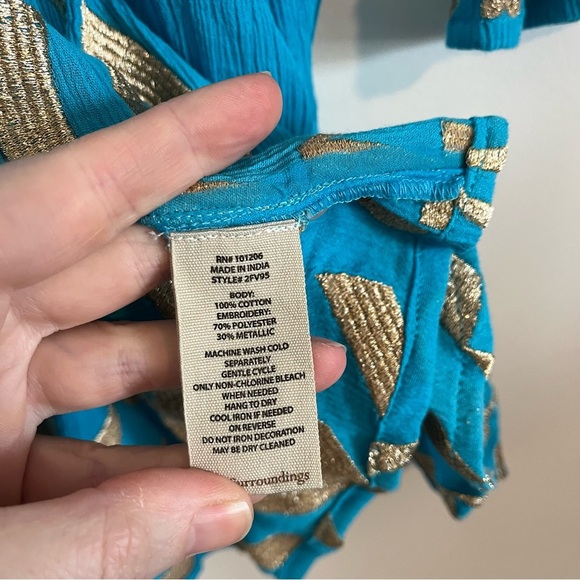 RN# 101206
MADE IN INDIA
STYLE# 2FV95
BODY:
100% COTTON
EMBROIDERY:
70% POLYESTER
30% METALLIC
MACHINE WASH COLD
SEPARATELY
GENTLE CYCLE
ONLY NON-CHLORINE BLEACH
WHEN NEEDED
HANG TO DRY
COOL IRON IF NEEDED
ON REVERSE
DO NOT IRON DECORATION
MAY BE DRY CLEANED
Surroundings